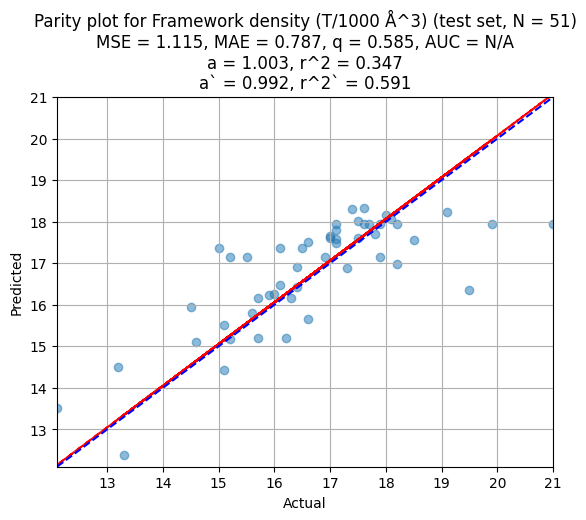 Parity plot for Framework density (T/1000 Å^3) (test set, N = 51)
MSE = 1.115, MAE = 0.787, q = 0.585, AUC = N/A
a = 1.003, r^2 = 0.347
a` = 0.992, r^2` = 0.591
21
20
19
18
17
16
15
14
13
Predicted
13 14 15 16 17 18 19 20 21
Actual